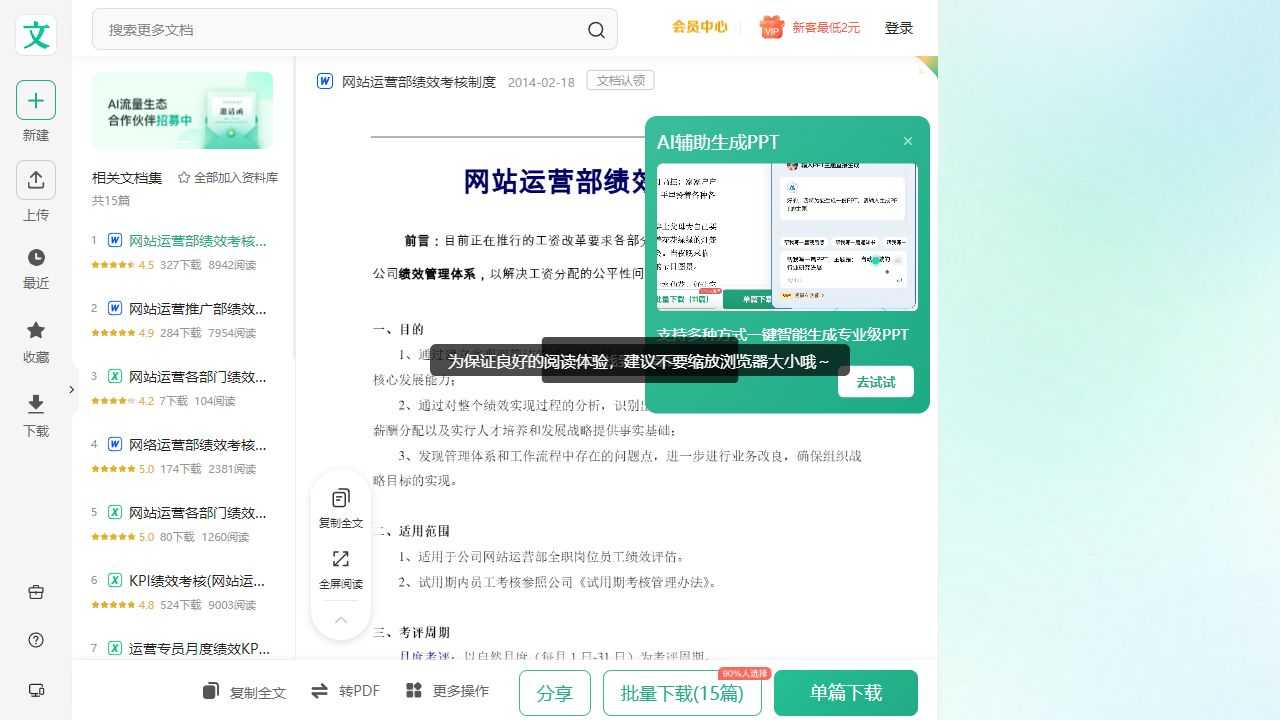 文
新建
上传
最近
收藏
下载
搜索更多文档
会员中心
VIP
新客最低2元
登录
AI流量生态
合作伙伴招募中
邀请函
相关文档集
全部加入资料库
共15篇
1 网站运营部绩效考核...
4.5 327下载 8942阅读
2 网站运营推广部绩效...
4.9 284下载 7954阅读
3 网站运营各部门绩效...
4.2 7下载 104阅读
4 网络运营部绩效考核...
5.0 174下载 2381阅读
5 网站运营各部门绩效...
5.0 80下载 1260阅读
6 KPI绩效考核(网站运...
4.8 524下载 9003阅读
7 运营专员月度绩效KP...
网站运营部绩效考核制度 2014-02-18 文档认领
网站运营部绩效
前言：目前正在推行的工资改革要求各部分
公司绩效管理体系，以解决工资分配的公平性问
一、目的
1、通过
核心发展能力；
2、通过对整个绩效实现过程的分析，识别出
薪酬分配以及实行人才培养和发展战略提供事实基础；
3、发现管理体系和工作流程中存在的问题点，进一步进行业务改良，确保组织战
略目标的实现。
二、适用范围
1、适用于公司网站运营部全职岗位员工绩效评估。
2、试用期内员工考核参照公司《试用期考核管理办法》。
三、考评周期
月度考评：以自然月度（每月1日-31日）为考评周期。
AI辅助生成PPT
支持多种方式一键智能生成专业级PPT
去试试
为保证良好的阅读体验，建议不要缩放浏览器大小哦～
复制全文
全屏阅读
复制全文
转PDF
更多操作
分享
批量下载(15篇)
90%人选择
单篇下载